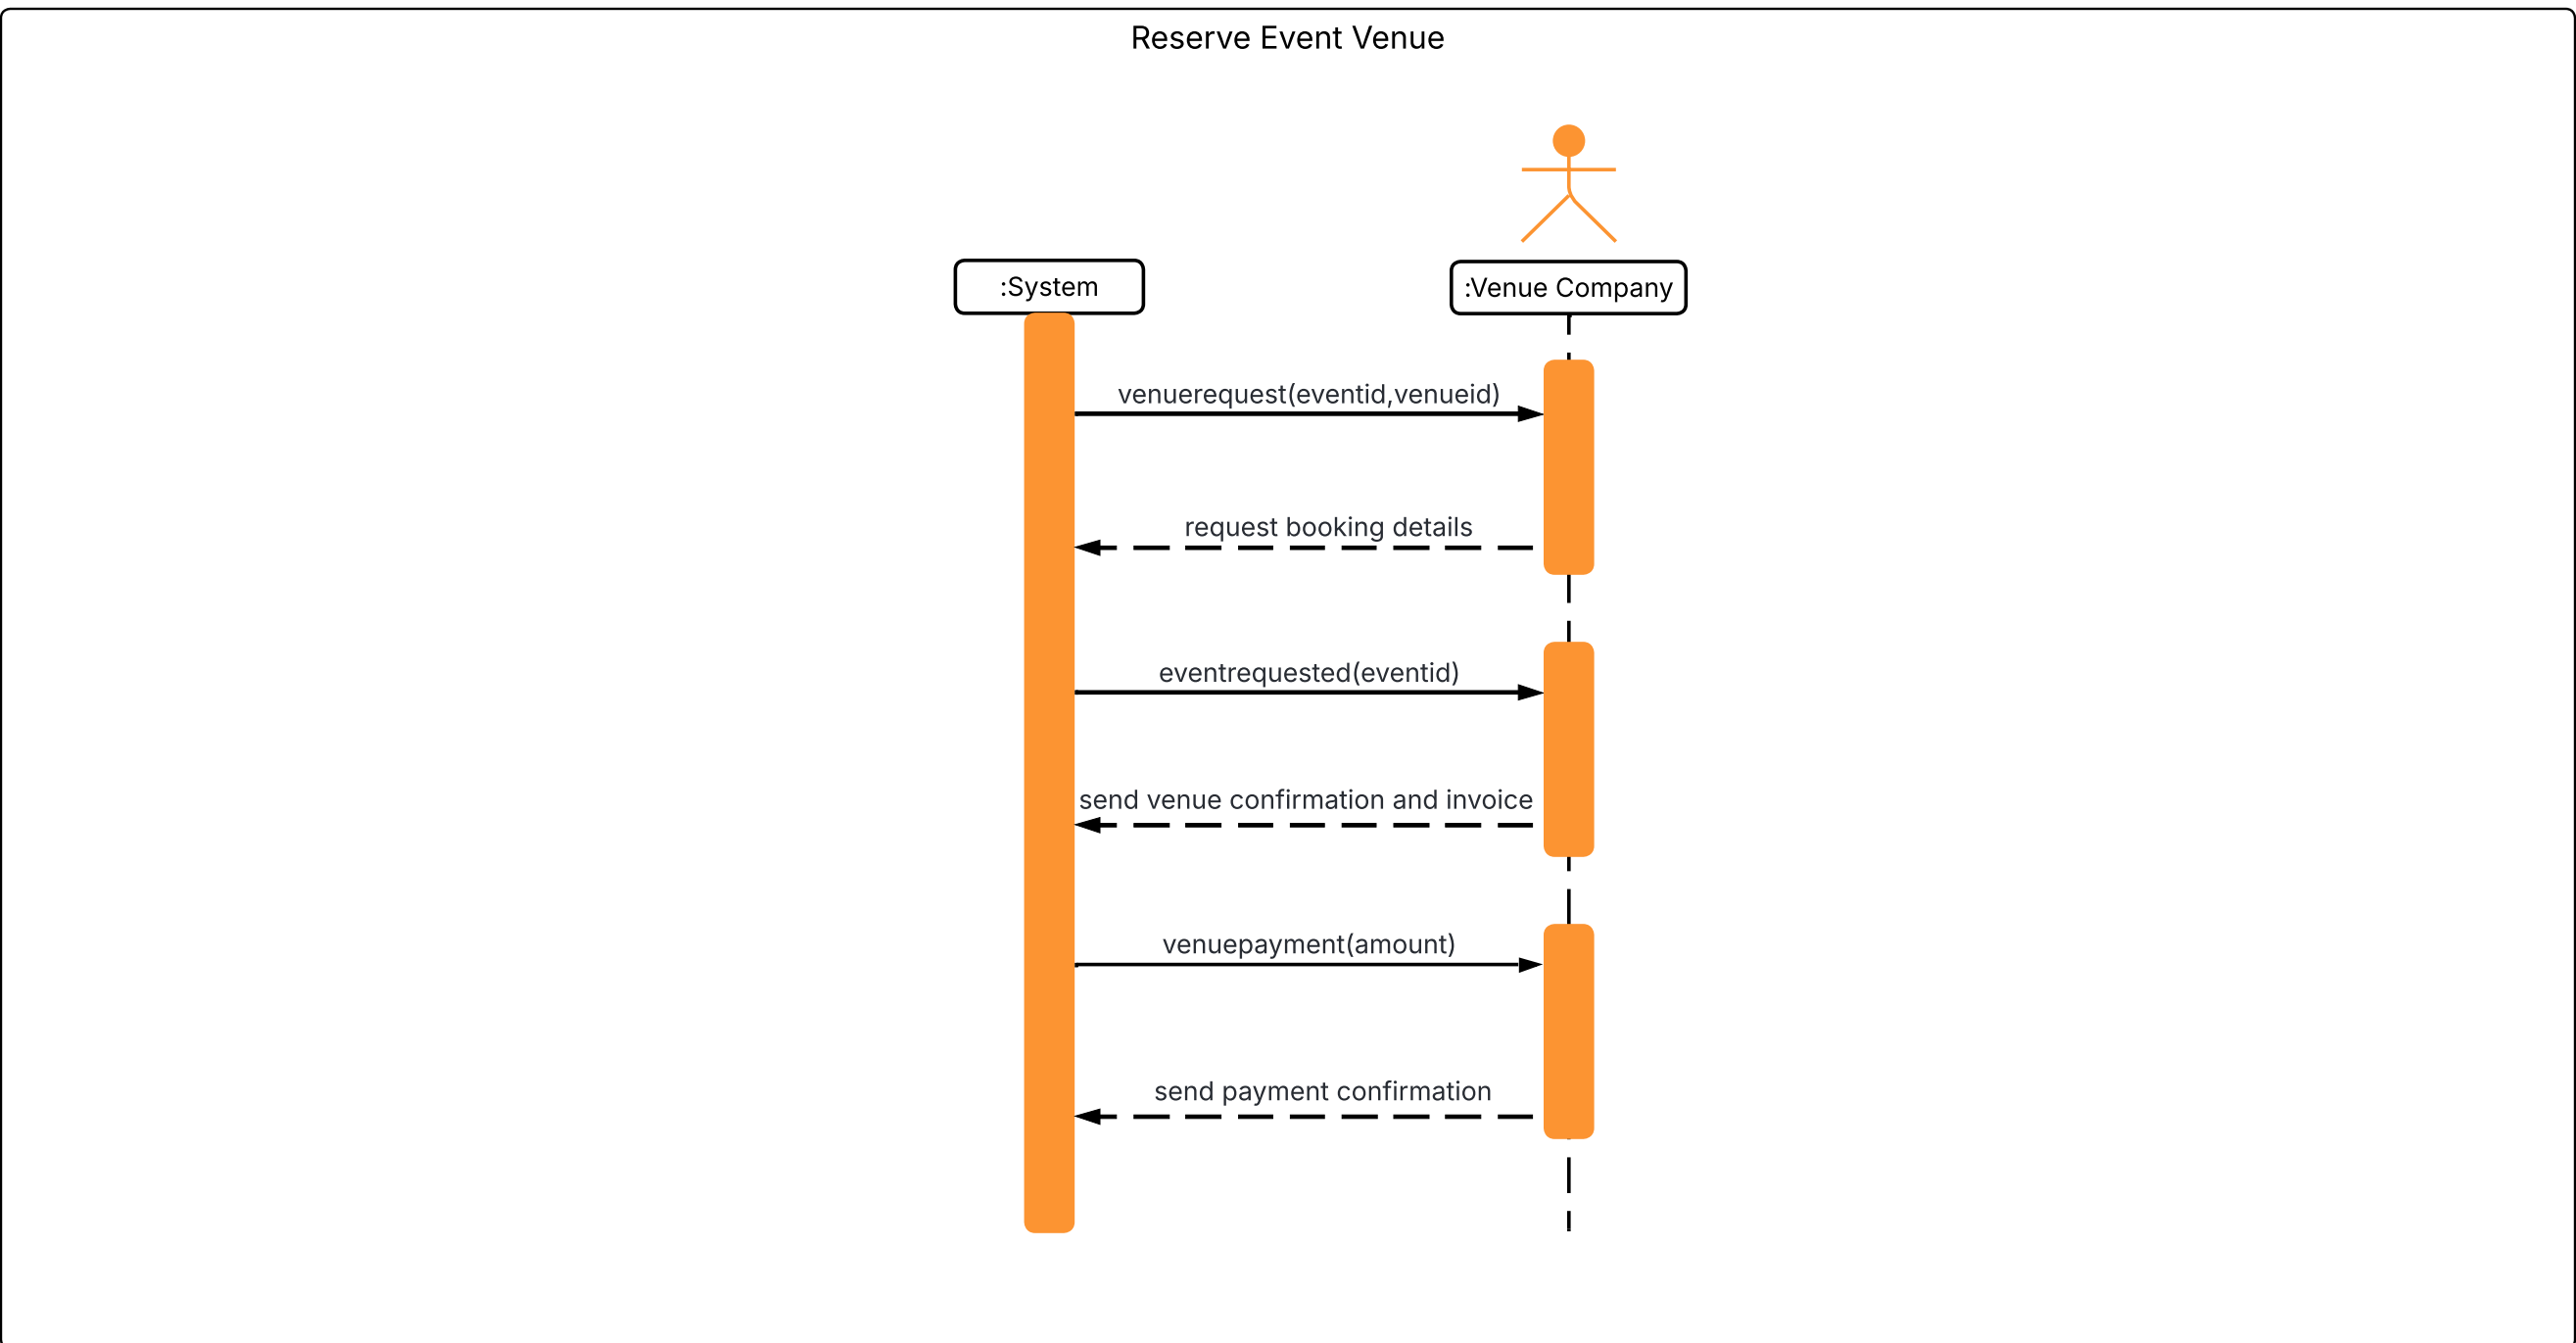 Reserve Event Venue
:System
:Venue Company
venuerequest(eventid,venueid)
request booking details
eventrequested(eventid)
send venue confirmation and invoice
venuepayment(amount)
send payment confirmation